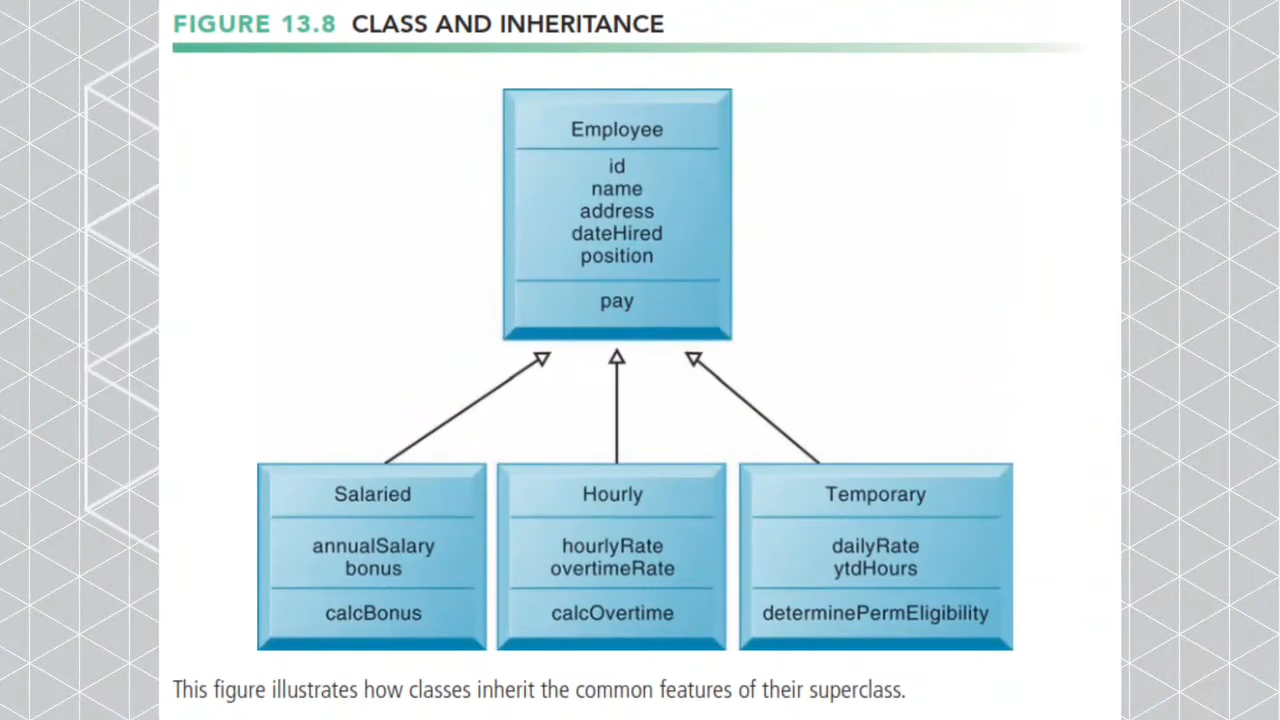 FIGURE 13.8 CLASS AND INHERITANCE
Employee
id
name
address
dateHired
position
pay
Salaried
annualSalary
bonus
calcBonus
Hourly
hourlyRate
overtimeRate
calcOvertime
Temporary
dailyRate
ytdHours
determinePermEligibility
This figure illustrates how classes inherit the common features of their superclass.